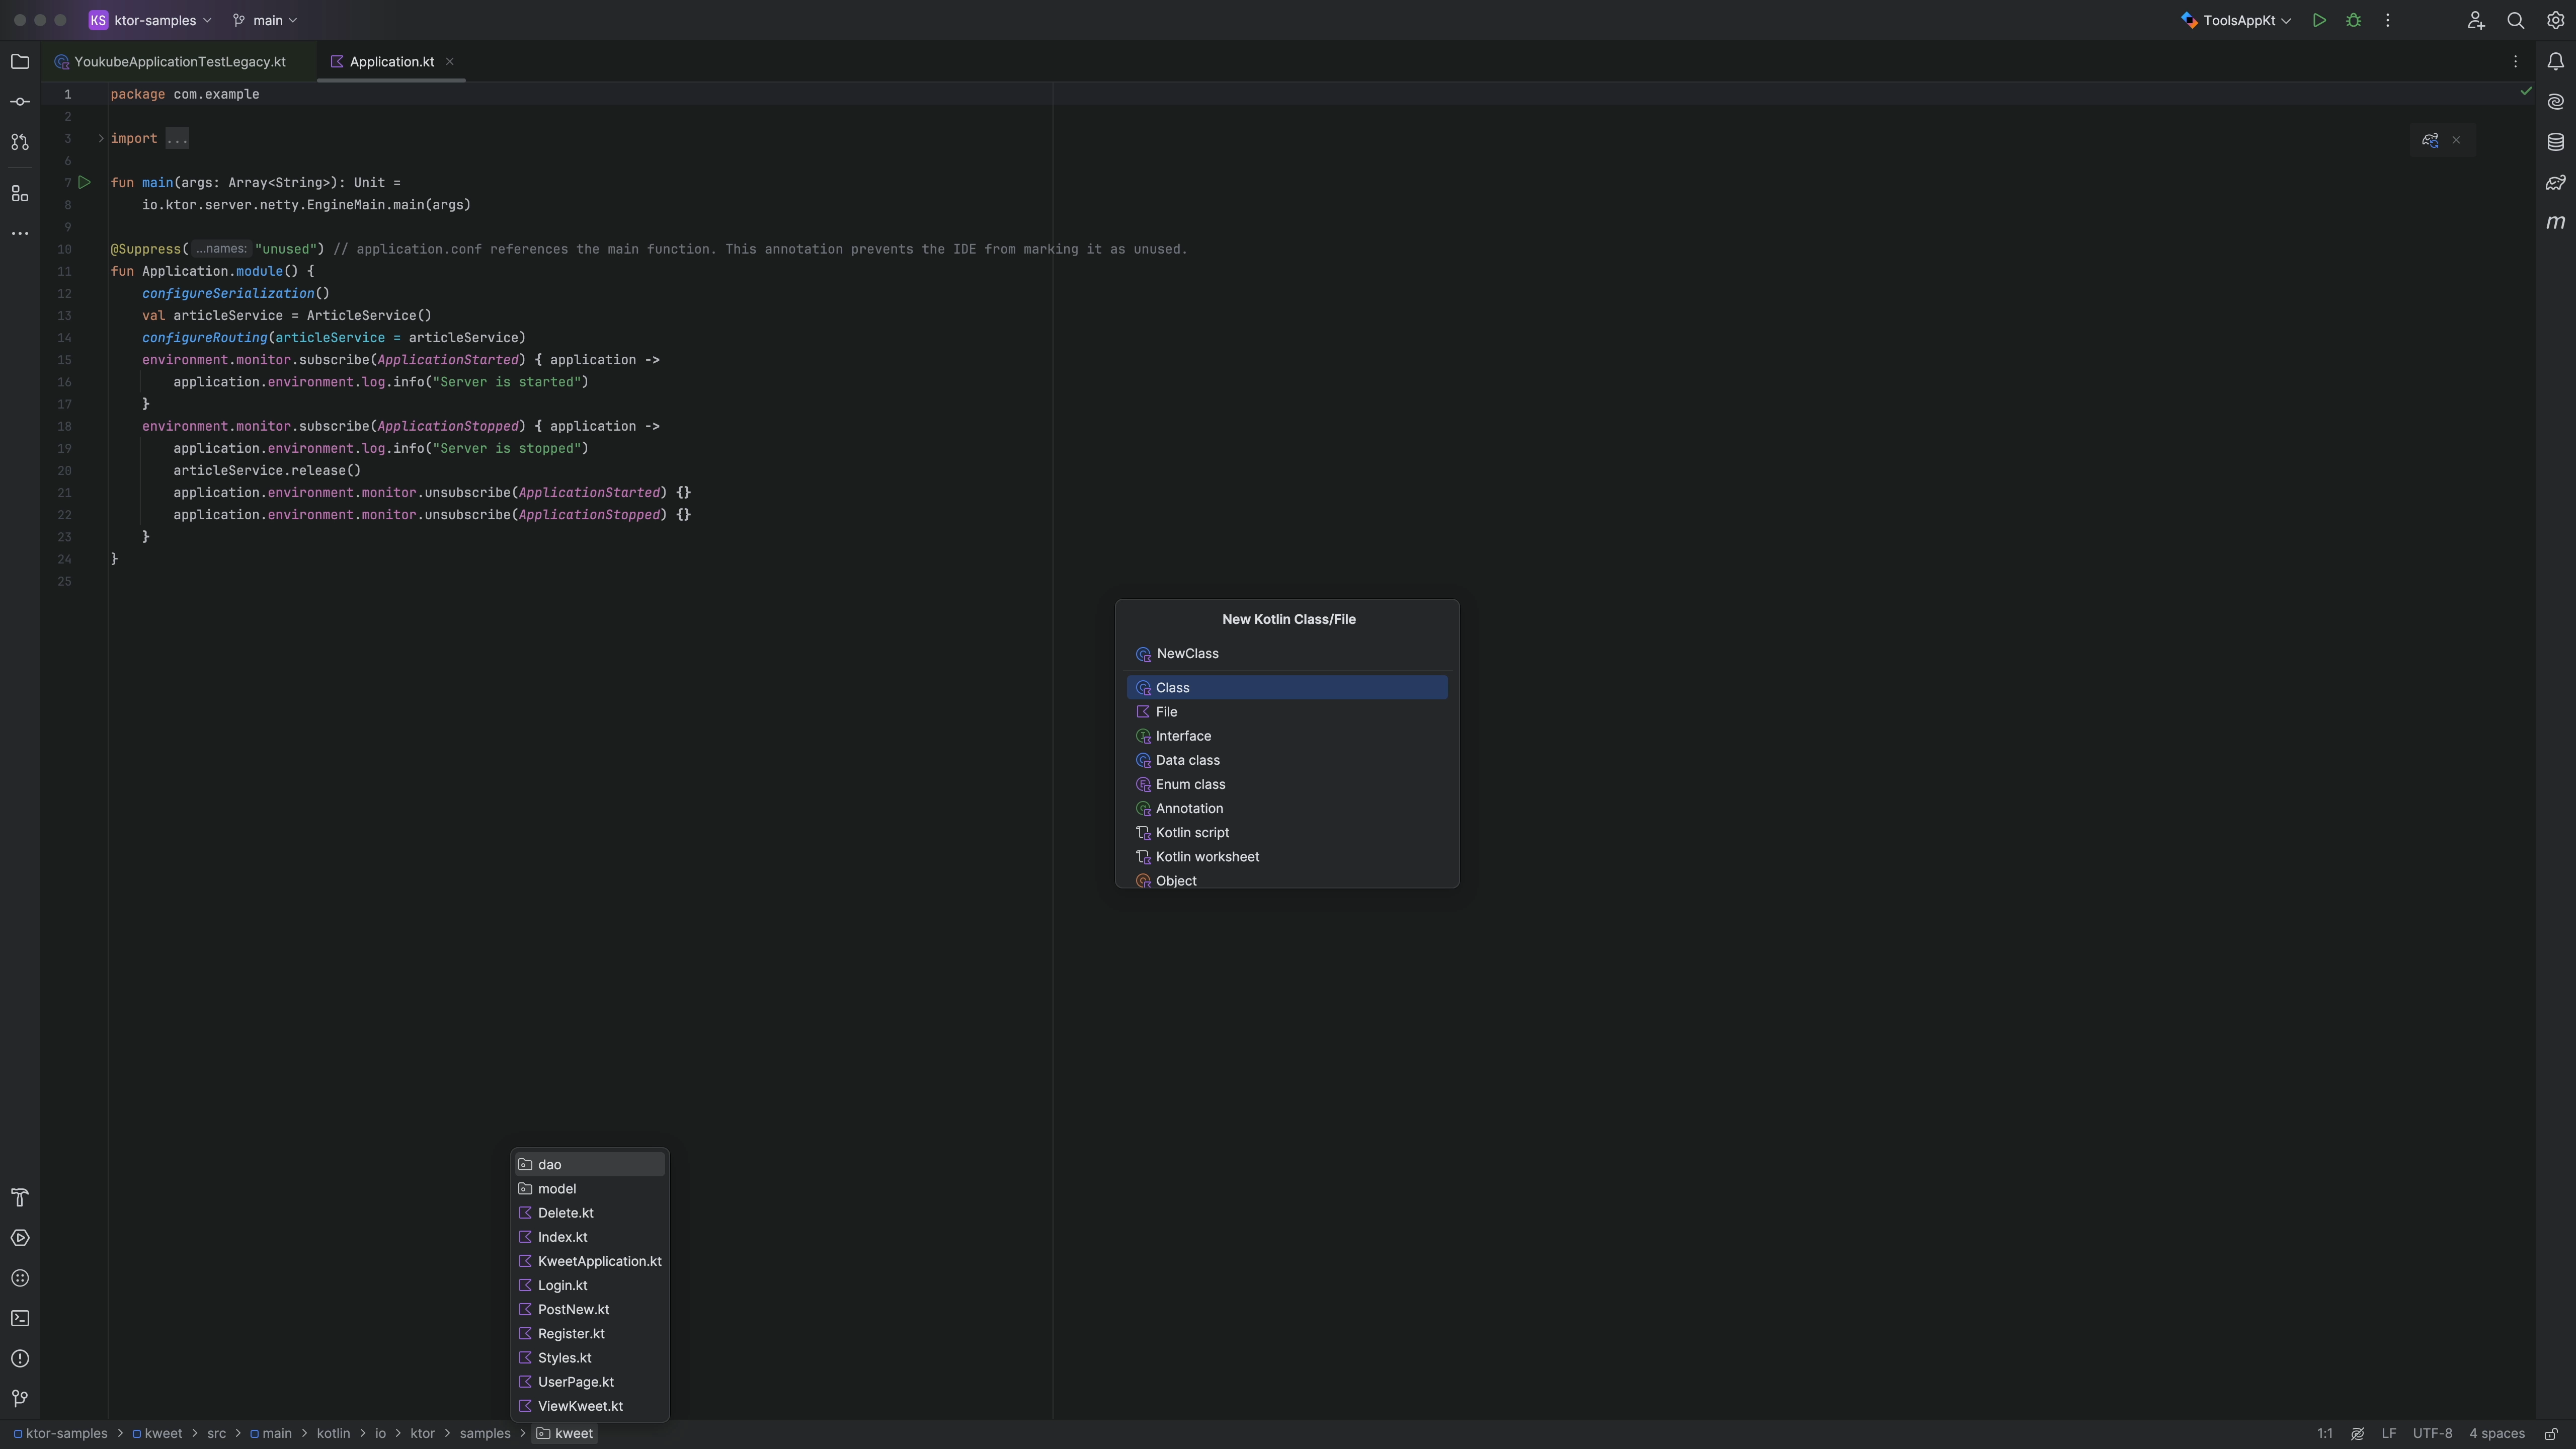 KS ktor-samples main ToolsAppKt
YoukubeApplicationTestLegacy.kt Application.kt
1 package com.example
2
3 import ...
6
7 fun main(args: Array<String>): Unit =
8 io.ktor.server.netty.EngineMain.main(args)
9
10 @Suppress( ...names: "unused") // application.conf references the main function. This annotation prevents the IDE from marking it as unused.
11 fun Application.module() {
12 configureSerialization()
13 val articleService = ArticleService()
14 configureRouting(articleService = articleService)
15 environment.monitor.subscribe(ApplicationStarted) { application ->
16 application.environment.log.info("Server is started")
17 }
18 environment.monitor.subscribe(ApplicationStopped) { application ->
19 application.environment.log.info("Server is stopped")
20 articleService.release()
21 application.environment.monitor.unsubscribe(ApplicationStarted) {}
22 application.environment.monitor.unsubscribe(ApplicationStopped) {}
23 }
24 }
25
New Kotlin Class/File
NewClass
Class
File
Interface
Data class
Enum class
Annotation
Kotlin script
Kotlin worksheet
Object
dao
model
Delete.kt
Index.kt
KweetApplication.kt
Login.kt
PostNew.kt
Register.kt
Styles.kt
UserPage.kt
ViewKweet.kt
ktor-samples > kweet > src > main > kotlin > io > ktor > samples > kweet 1:1 LF UTF-8 4 spaces